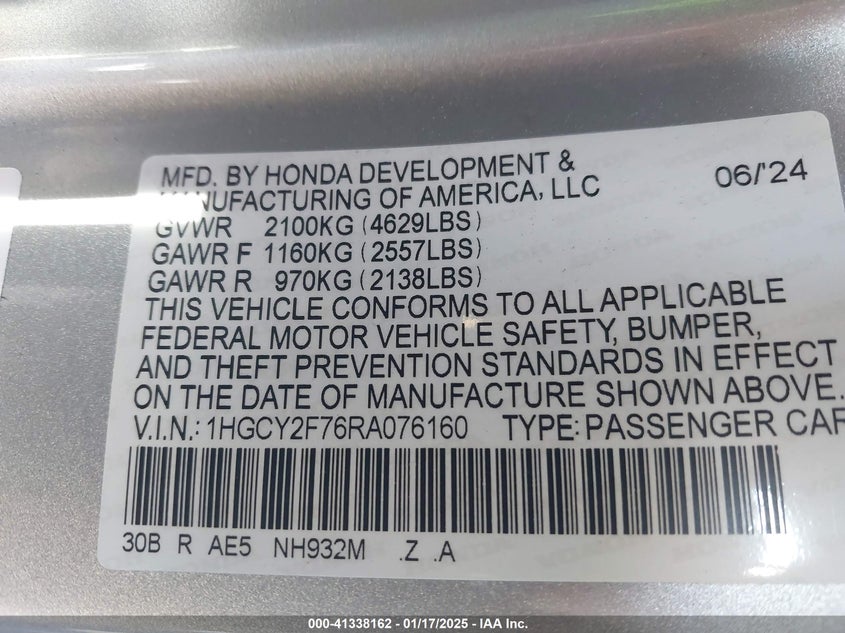 MFD. BY HONDA DEVELOPMENT &
MANUFACTURING OF AMERICA, LLC 06/'24
GVWR 2100KG (4629LBS)
GAWR F 1160KG (2557LBS)
GAWR R 970KG (2138LBS)
THIS VEHICLE CONFORMS TO ALL APPLICABLE
FEDERAL MOTOR VEHICLE SAFETY, BUMPER,
AND THEFT PREVENTION STANDARDS IN EFFECT
ON THE DATE OF MANUFACTURE SHOWN ABOVE.
V.I.N.: 1HGCY2F76RA076160 TYPE: PASSENGER CAR
30B R AE5 NH932M .Z .A
000-41338162 - 01/17/2025 - IAA Inc.